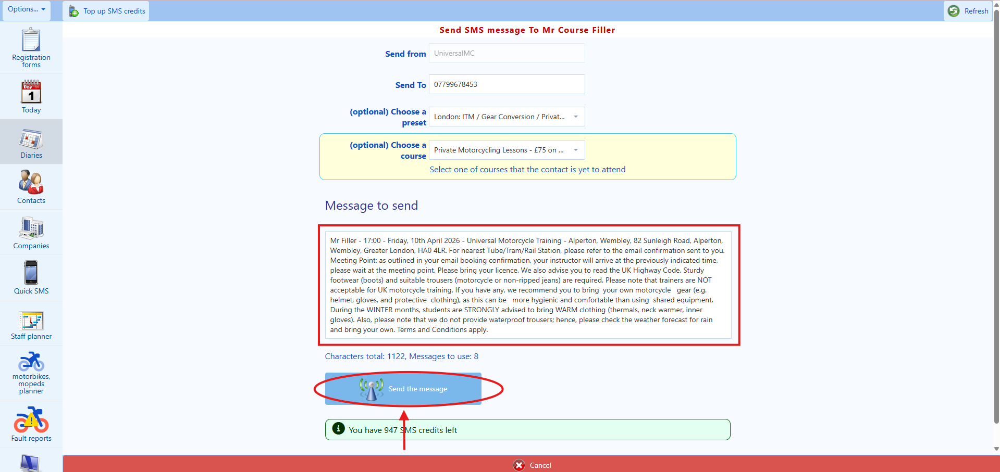 Options...
Top up SMS credits
Refresh
Registration
forms
Day
1
Today
Diaries
Contacts
Companies
Quick SMS
Staff planner
motorbikes,
mopeds
planner
Fault reports
Send SMS message To Mr Course Filler
Send from
UniversalMC
Send To
07799678453
(optional) Choose a
preset
London: ITM / Gear Conversion / Privat...
(optional) Choose a
course
Private Motorcycling Lessons - £75 on ...
Select one of courses that the contact is yet to attend
Message to send
Mr Filler - 17:00 - Friday, 10th April 2026 - Universal Motorcycle Training - Alperton, Wembley, 82 Sunleigh Road, Alperton,
Wembley, Greater London, HA0 4LR. For nearest Tube/Tram/Rail Station, please refer to the email confirmation sent to you.
Meeting Point: as outlined in your email booking confirmation, your instructor will arrive at the previously indicated time,
please wait at the meeting point. Please bring your licence. We also advise you to read the UK Highway Code. Sturdy
footwear (boots) and suitable trousers (motorcycle or non-ripped jeans) are required. Please note that trainers are NOT
acceptable for UK motorcycle training. If you have any, we recommend you to bring  your own motorcycle   gear (e.g.
helmet, gloves, and protective  clothing), as this can be   more hygienic and comfortable than using  shared equipment.
During the WINTER months, students are STRONGLY advised to bring WARM clothing (thermals, neck warmer, inner
gloves). Also, please note that we do not provide waterproof trousers; hence, please check the weather forecast for rain
and bring your own. Terms and Conditions apply.
Characters total: 1122, Messages to use: 8
Send the message
You have 947 SMS credits left
Cancel